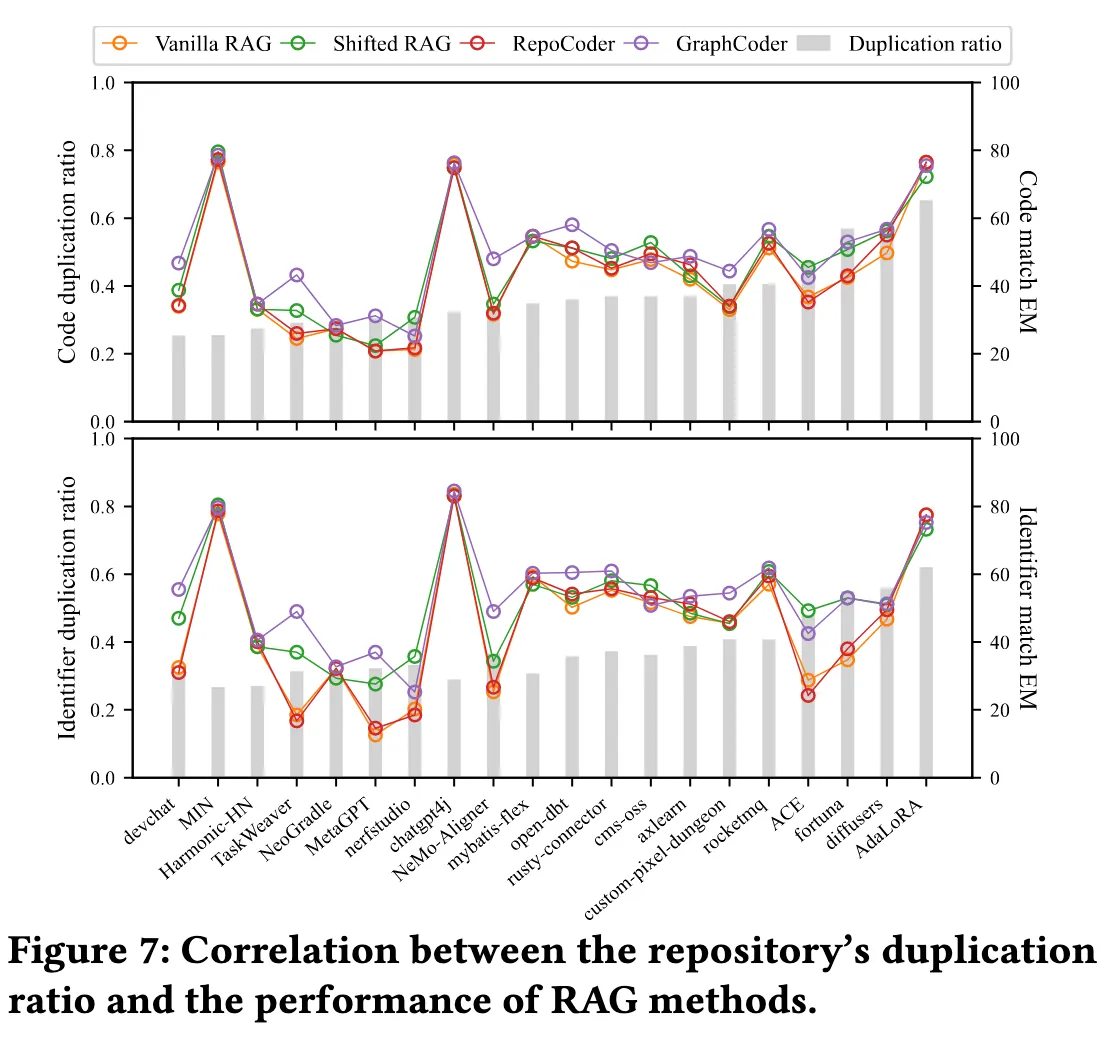 Vanilla RAG Shifted RAG RepoCoder GraphCoder Duplication ratio
1.0 100
0.8 80
0.6 60
0.4 40
0.2 20
0.0 0
Code duplication ratio
Code match EM
1.0 100
0.8 80
0.6 60
0.4 40
0.2 20
0.0 0
Identifier duplication ratio
Identifier match EM
devchat
MIN
Harmonic-HN
TaskWeaver
NeoGradle
MetaGPT
nerfstudio
chatgpt4j
NeMo-Aligner
mybatis-flex
open-dbt
rusty-connector
cms-oss
axlearn
custom-pixel-dungeon
rocketmq
ACE
fortuna
diffusers
AdaLoRA
Figure 7: Correlation between the repository’s duplication
ratio and the performance of RAG methods.